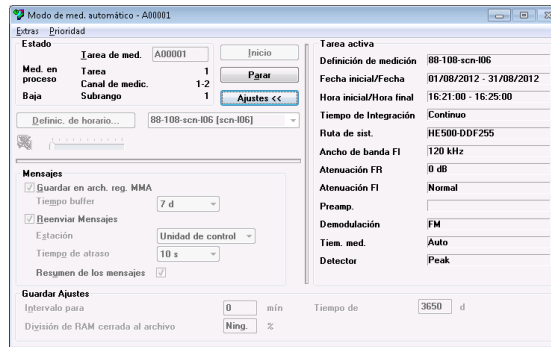 Modo de med. automático - A00001
Extras Prioridad
Estado
Tarea de med. A00001
Inicio
Med. en proceso
Tarea 1
Canal de medic. 1-2
Parar
Baja
Subrango 1
Ajustes <<
Definic. de horario...
88-108-scn-I06 [scn-I06]
Mensajes
Guardar en arch. reg. MMA
Tiempo buffer 7 d
Reenviar Mensajes
Estación Unidad de control
Tiempo de atraso 10 s
Resumen de los mensajes
Tarea activa
Definición de medición 88-108-scn-I06
Fecha inicial/Fecha 01/08/2012 - 31/08/2012
Hora inicial/Hora final 16:21:00 - 16:25:00
Tiempo de Integración Continuo
Ruta de sist. HE500-DDF255
Ancho de banda FI 120 kHz
Atenuación FR 0 dB
Atenuación FI Normal
Preamp.
Demodulación FM
Tiem. med. Auto
Detector Peak
Guardar Ajustes
Intervalo para 0 mín Tiempo de 3650 d
División de RAM cerrada al archivo Ning. %